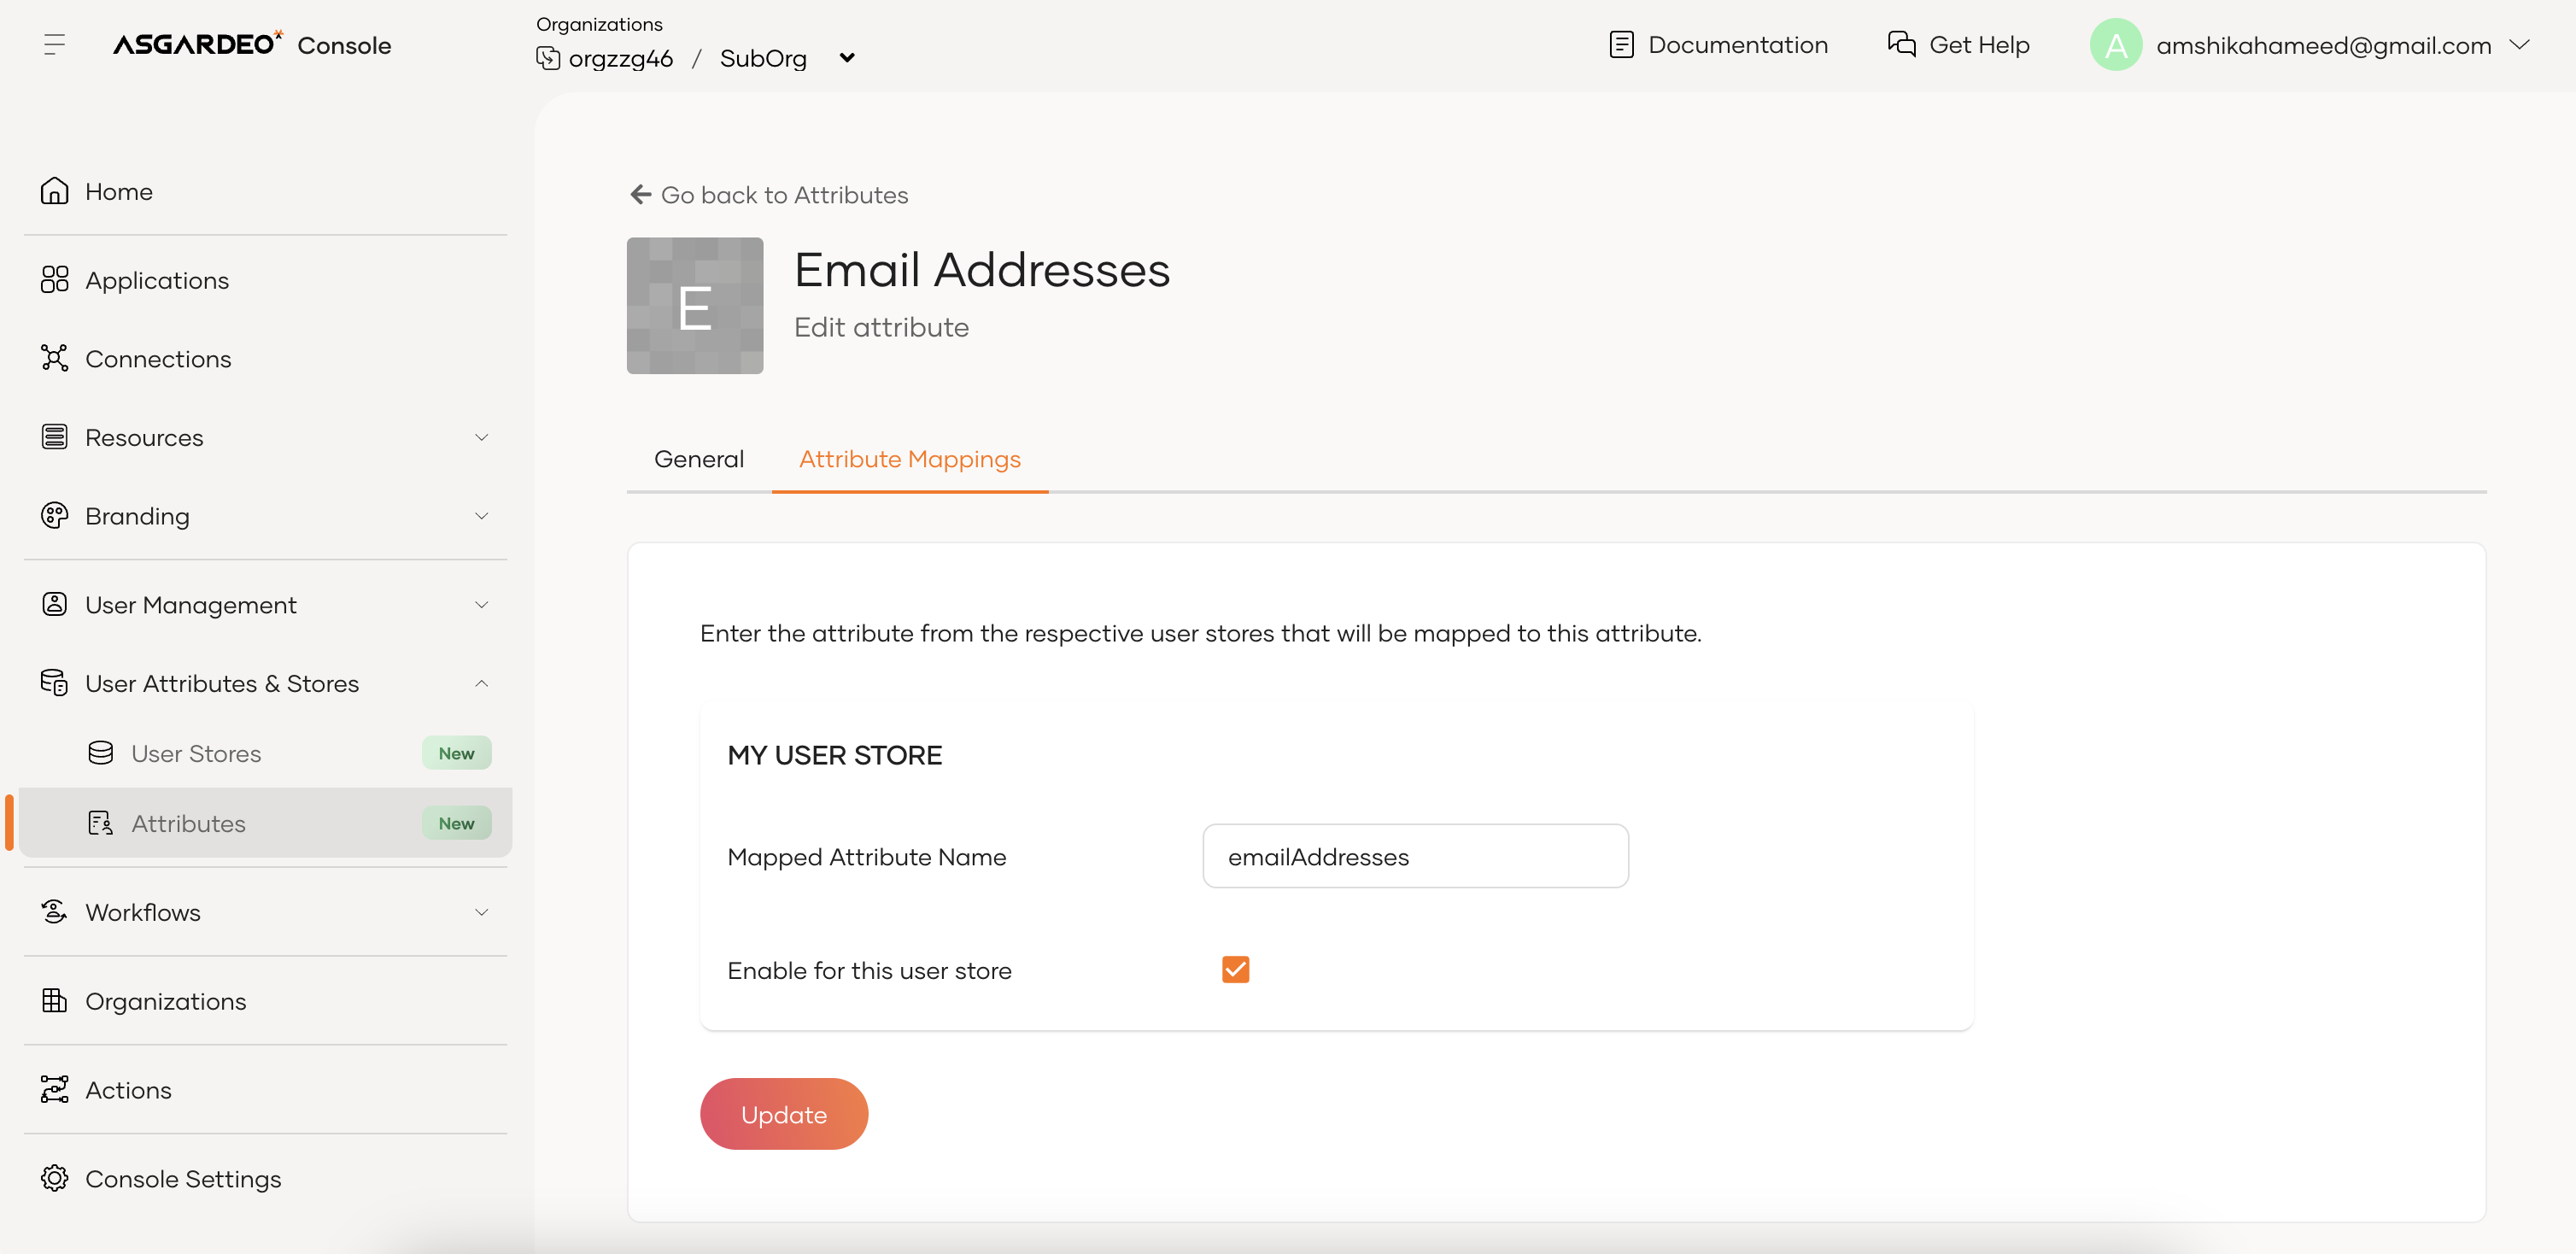 ASGARDEO Console
Organizations
orgzzg46 / SubOrg
Documentation
Get Help
A
amshikahameed@gmail.com
Home
Applications
Connections
Resources
Branding
User Management
User Attributes & Stores
User Stores New
Attributes New
Workflows
Organizations
Actions
Console Settings
Go back to Attributes
E
Email Addresses
Edit attribute
General
Attribute Mappings
Enter the attribute from the respective user stores that will be mapped to this attribute.
MY USER STORE
Mapped Attribute Name
emailAddresses
Enable for this user store
Update